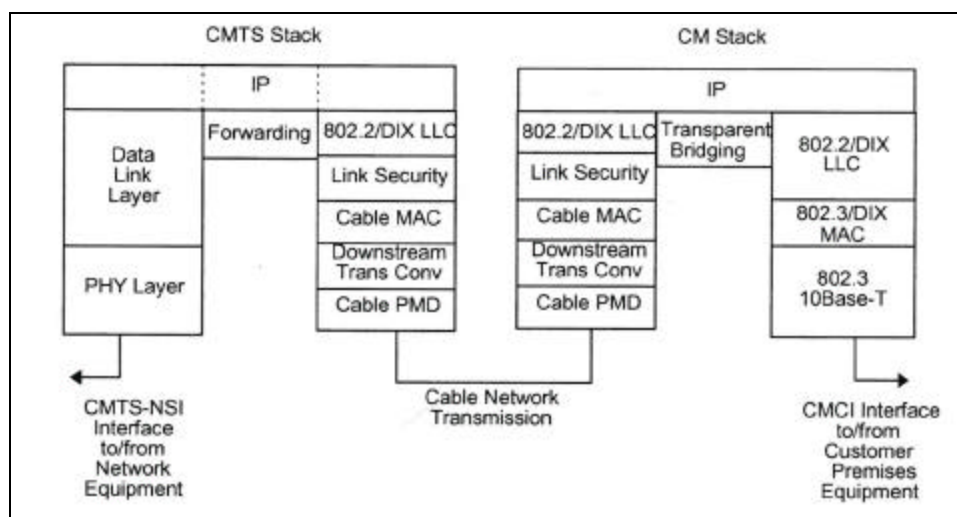 CMTS Stack
CM Stack
IP
Data
Link
Layer
PHY Layer
Forwarding
802.2/DIX LLC
Link Security
Cable MAC
Downstream
Trans Conv
Cable PMD
IP
802.2/DIX LLC
Link Security
Cable MAC
Downstream
Trans Conv
Cable PMD
Transparent
Bridging
802.2/DIX
LLC
802.3/DIX
MAC
802.3
10Base-T
CMTS-NSI
Interface
to/from
Network
Equipment
Cable Network
Transmission
CMCI Interface
to/from
Customer
Premises
Equipment